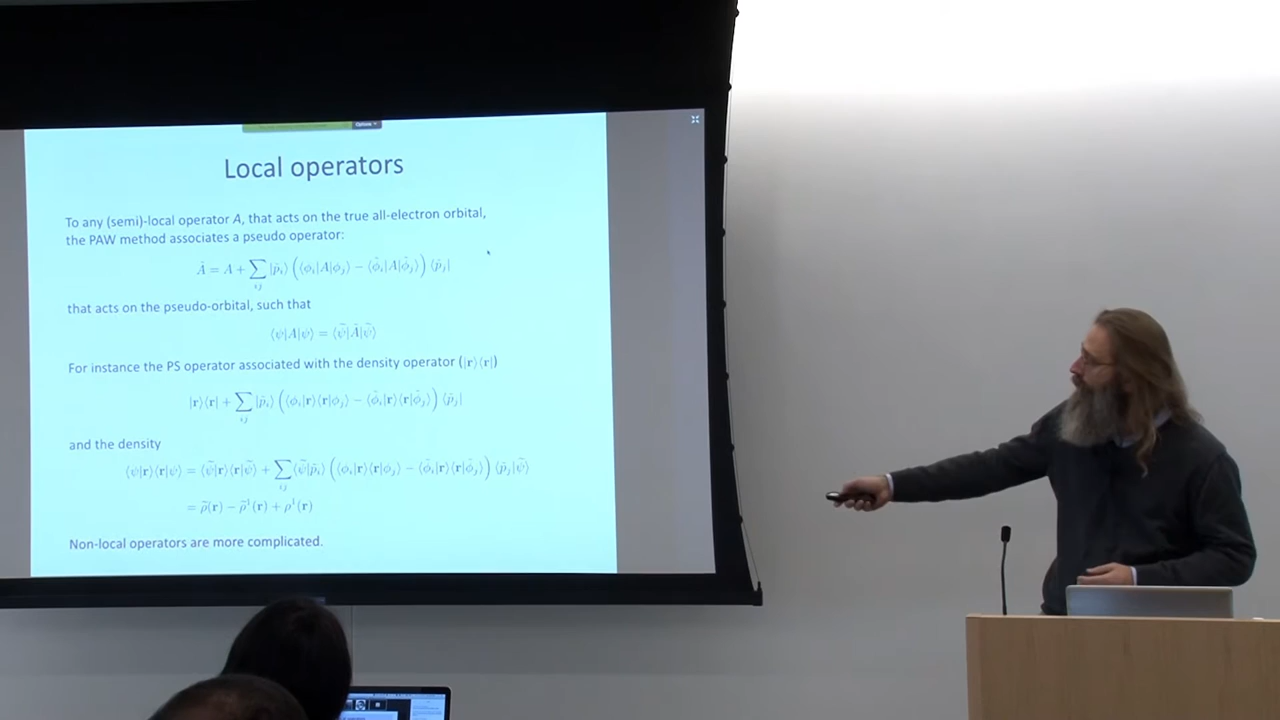 Options
Local operators
To any (semi)-local operator A, that acts on the true all-electron orbital,
the PAW method associates a pseudo operator:
Ã = A + ∑_{ij} |p̃ᵢ⟩ (⟨ϕᵢ|A|ϕⱼ⟩ − ⟨ϕ̃ᵢ|A|ϕ̃ⱼ⟩) ⟨p̃ⱼ|
that acts on the pseudo-orbital, such that
⟨ψ|A|ψ⟩ = ⟨ψ̃|Ã|ψ̃⟩
For instance the PS operator associated with the density operator (|r⟩⟨r|)
|r⟩⟨r| + ∑_{ij} |p̃ᵢ⟩ (⟨ϕᵢ|r⟩⟨r|ϕⱼ⟩ − ⟨ϕ̃ᵢ|r⟩⟨r|ϕ̃ⱼ⟩) ⟨p̃ⱼ|
and the density
⟨ψ|r⟩⟨r|ψ⟩ = ⟨ψ̃|r⟩⟨r|ψ̃⟩ + ∑_{ij} ⟨ψ̃|p̃ᵢ⟩ (⟨ϕᵢ|r⟩⟨r|ϕⱼ⟩ − ⟨ϕ̃ᵢ|r⟩⟨r|ϕ̃ⱼ⟩) ⟨p̃ⱼ|ψ̃⟩
= ρ̃(r) − ρ̃¹(r) + ρ¹(r)
Non-local operators are more complicated.